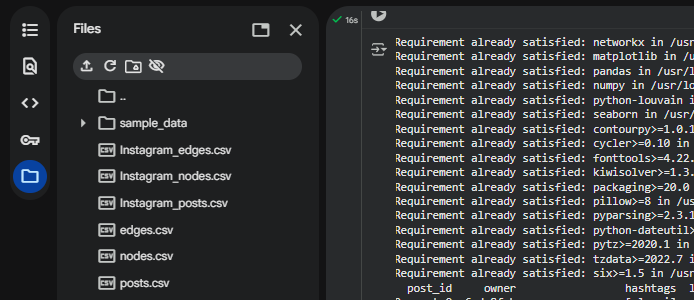 Files
..
sample_data
Instagram_edges.csv
Instagram_nodes.csv
Instagram_posts.csv
edges.csv
nodes.csv
posts.csv
16s
Requirement already satisfied: networkx in /usr
Requirement already satisfied: matplotlib in /u
Requirement already satisfied: pandas in /usr/l
Requirement already satisfied: numpy in /usr/lo
Requirement already satisfied: python-louvain i
Requirement already satisfied: seaborn in /usr/
Requirement already satisfied: contourpy>=1.0.1
Requirement already satisfied: cycler>=0.10 in
Requirement already satisfied: fonttools>=4.22.
Requirement already satisfied: kiwisolver>=1.3.
Requirement already satisfied: packaging>=20.0
Requirement already satisfied: pillow>=8 in /us
Requirement already satisfied: pyparsing>=2.3.1
Requirement already satisfied: python-dateutil>
Requirement already satisfied: pytz>=2020.1 in
Requirement already satisfied: tzdata>=2022.7 i
Requirement already satisfied: six>=1.5 in /usr
post_id owner hashtags